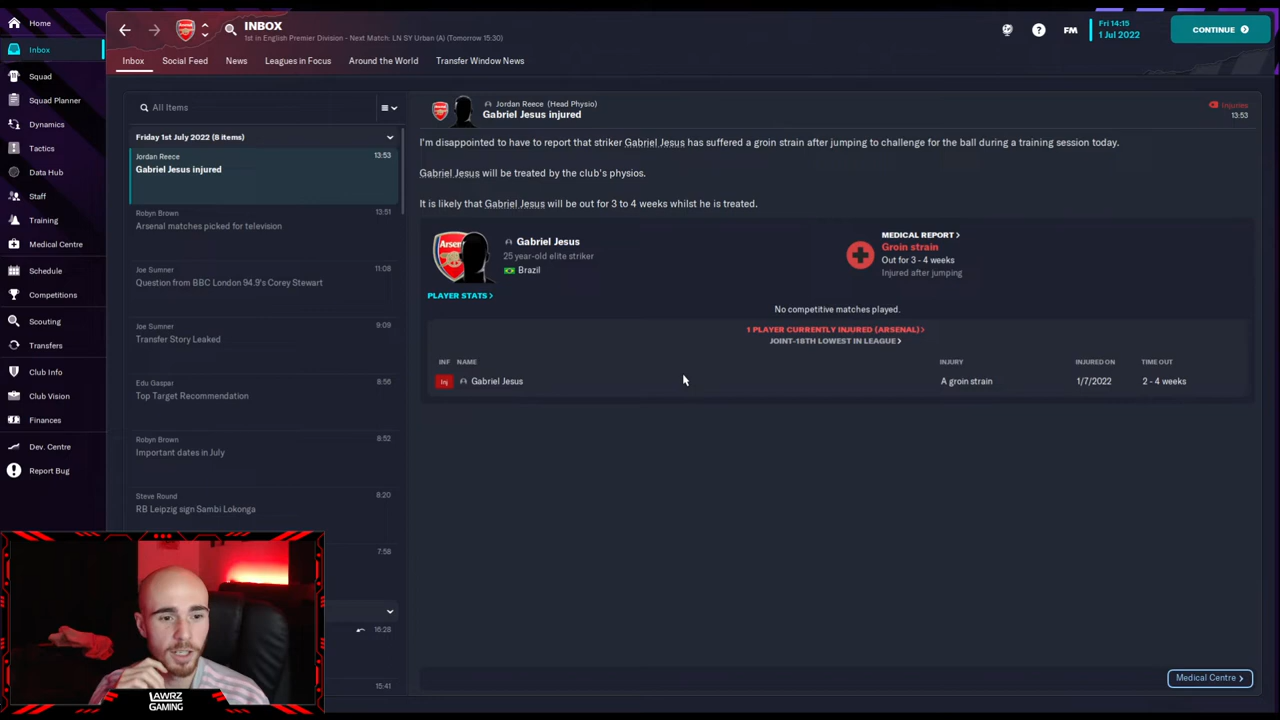 Home
Inbox
Squad
Squad Planner
Dynamics
Tactics
Data Hub
Staff
Training
Medical Centre
Schedule
Competitions
Scouting
Transfers
Club Info
Club Vision
Finances
Dev. Centre
Report Bug
INBOX
1st in English Premier Division - Next Match: LN SY Urban (A) (Tomorrow 15:30)
FM
Fri 14:15
1 Jul 2022
CONTINUE
Inbox Social Feed News Leagues in Focus Around the World Transfer Window News
All Items
Friday 1st July 2022 (8 items)
Jordan Reece 13:53
Gabriel Jesus injured
Robyn Brown 13:51
Arsenal matches picked for television
Joe Sumner 11:08
Question from BBC London 94.9's Corey Stewart
Joe Sumner 9:09
Transfer Story Leaked
Edu Gaspar 8:56
Top Target Recommendation
Robyn Brown 8:52
Important dates in July
Steve Round 8:20
RB Leipzig sign Sambi Lokonga
7:58
16:28
15:41
Jordan Reece (Head Physio)
Gabriel Jesus injured
Injuries
13:53
I'm disappointed to have to report that striker Gabriel Jesus has suffered a groin strain after jumping to challenge for the ball during a training session today.
Gabriel Jesus will be treated by the club's physios.
It is likely that Gabriel Jesus will be out for 3 to 4 weeks whilst he is treated.
Arsen
Gabriel Jesus
25 year-old elite striker
Brazil
PLAYER STATS >
MEDICAL REPORT >
Groin strain
Out for 3 - 4 weeks
Injured after jumping
No competitive matches played.
1 PLAYER CURRENTLY INJURED (ARSENAL) >
JOINT-18TH LOWEST IN LEAGUE >
INF NAME INJURY INJURED ON TIME OUT
Inj Gabriel Jesus A groin strain 1/7/2022 2 - 4 weeks
Medical Centre >
LAWRZ
GAMING